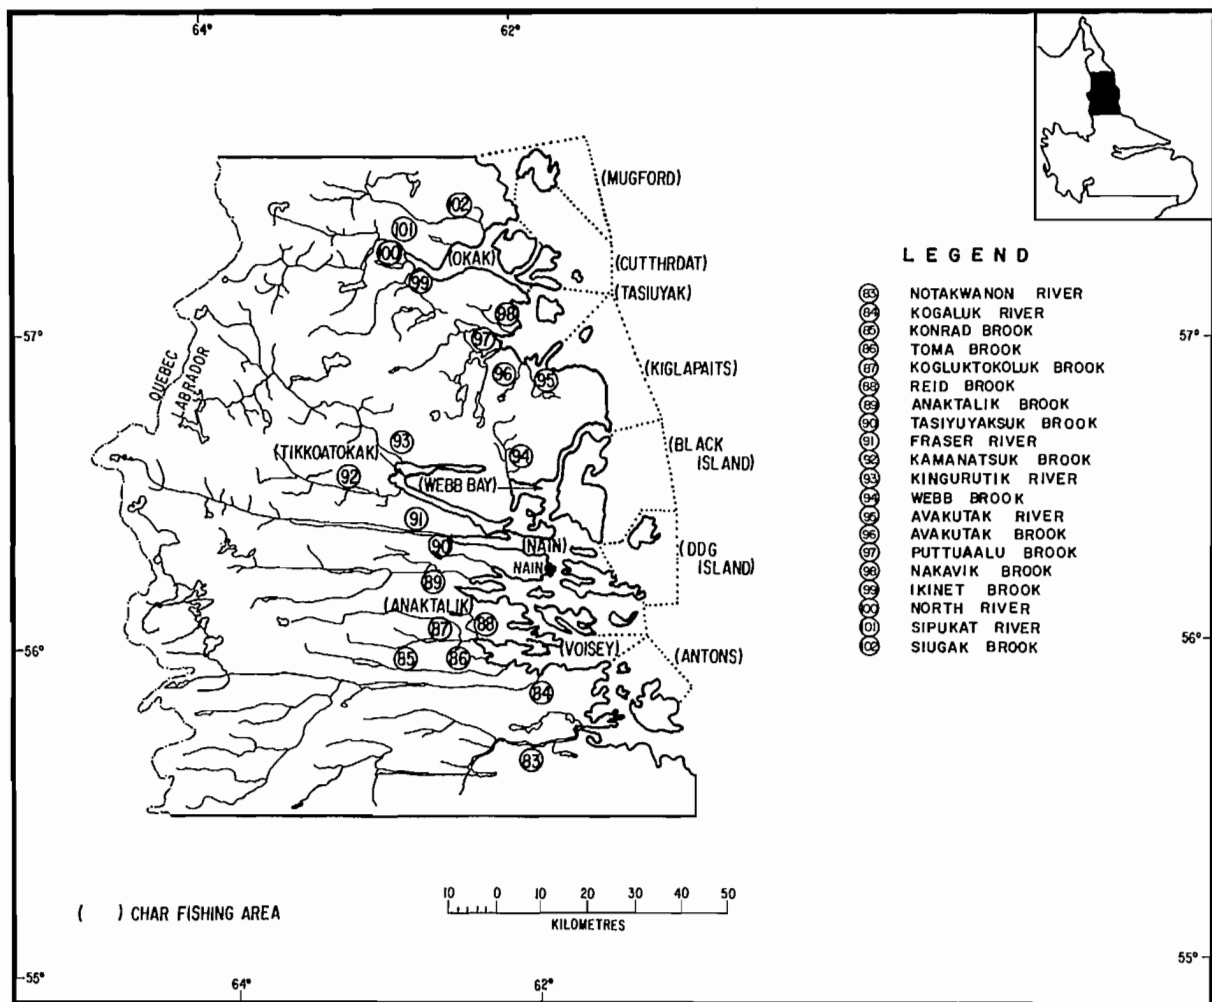 64°
62°
(MUGFORD)
102
101
100
(OKAK)
(CUTTHRDAT)
99
(TASIUYAK)
98
57°
57°
97
QUEBEC
LABRADOR
96
95
(KIGLAPAITS)
93
94
(TIKKOATOKAK)
(BLACK
ISLAND)
92
(WEBB BAY)
91
90
(NAIN)
NAIN
(DDG
ISLAND)
89
(ANAKTALIK)
87
88
56°
56°
85
86
(VOISEY)
(ANTONS)
84
83
LEGEND
83 NOTAKWANON RIVER
84 KOGALUK RIVER
85 KONRAD BROOK
86 TOMA BROOK
87 KOGLUKTOKOLUK BROOK
88 REID BROOK
89 ANAKTALIK BROOK
90 TASIYUYAKSUK BROOK
91 FRASER RIVER
92 KAMANATSUK BROOK
93 KINGURUTIK RIVER
94 WEBB BROOK
95 AVAKUTAK RIVER
96 AVAKUTAK BROOK
97 PUTTUAALU BROOK
98 NAKAVIK BROOK
99 IKINET BROOK
100 NORTH RIVER
101 SIPUKAT RIVER
102 SIUGAK BROOK
( ) CHAR FISHING AREA
10 0 10 20 30 40 50
KILOMETRES
55°
55°
64°
62°